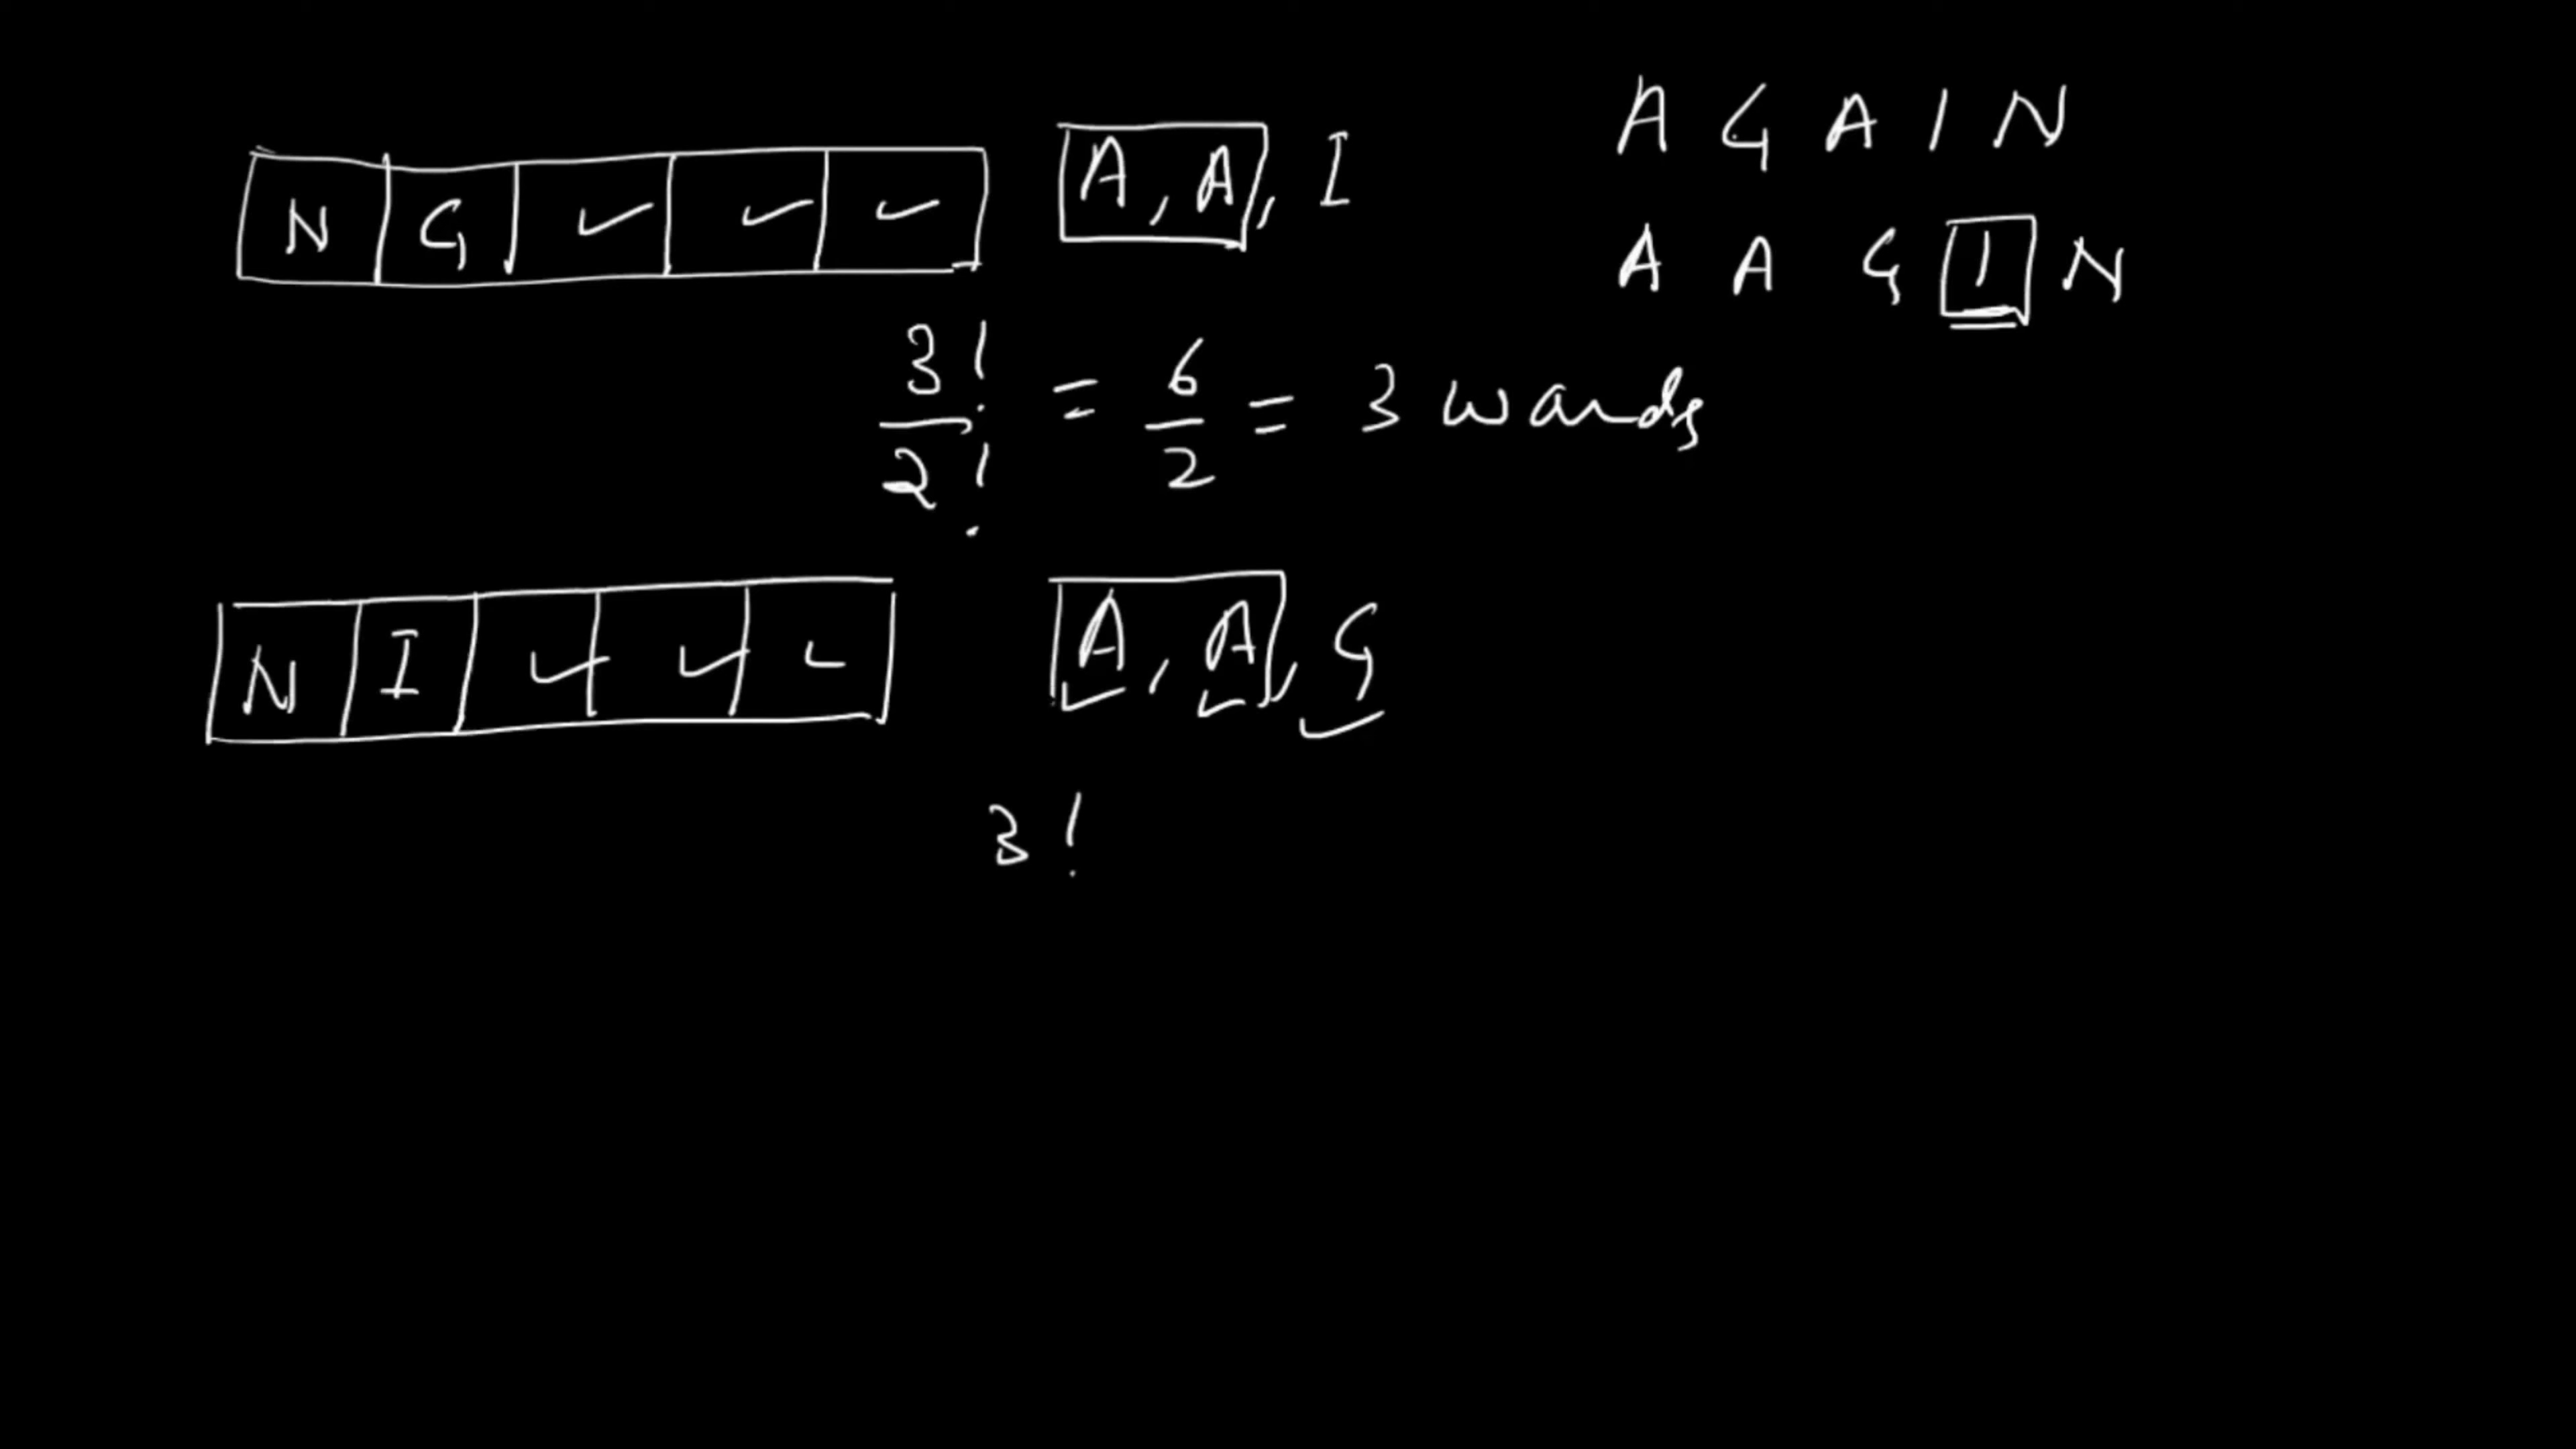 A G A I N
N G ✓ ✓ ✓ A, A, I
A A G I N
3!/2! = 6/2 = 3 words
N I ✓ ✓ ✓ A, A, G
3!